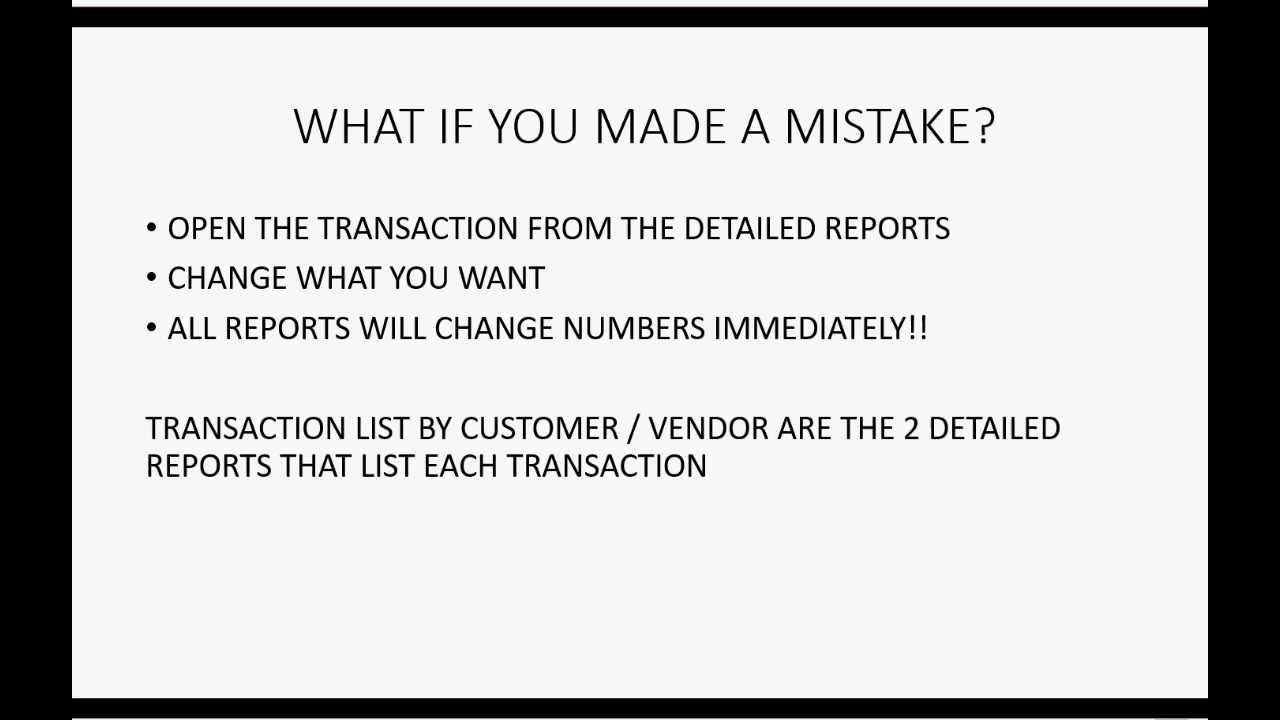 WHAT IF YOU MADE A MISTAKE?
• OPEN THE TRANSACTION FROM THE DETAILED REPORTS
• CHANGE WHAT YOU WANT
• ALL REPORTS WILL CHANGE NUMBERS IMMEDIATELY!!
TRANSACTION LIST BY CUSTOMER / VENDOR ARE THE 2 DETAILED
REPORTS THAT LIST EACH TRANSACTION